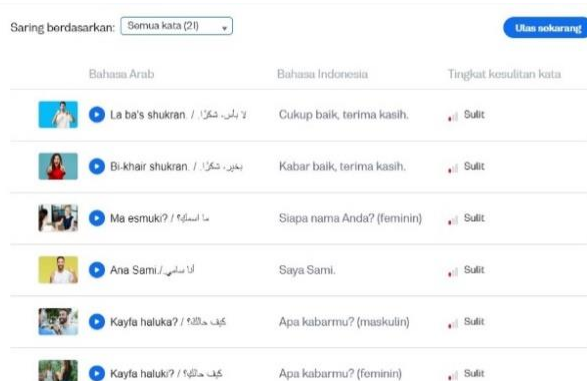 Saring berdasarkan: Semua kata (21)
Ulas sekarang
Bahasa Arab Bahasa Indonesia Tingkat kesulitan kata
La ba's shukran. / لا بأس، شكرًا. Cukup baik, terima kasih. Sulit
Bi-khair shukran. / بخير، شكرًا. Kabar baik, terima kasih. Sulit
Ma esmuki? / ما اسمكِ؟ Siapa nama Anda? (feminin) Sulit
Ana Sami./ أنا سامي Saya Sami. Sulit
Kayfa haluka? / كيف حالكَ؟ Apa kabarmu? (maskulin) Sulit
Kayfa haluki? / كيف حالكِ؟ Apa kabarmu? (feminin) Sulit